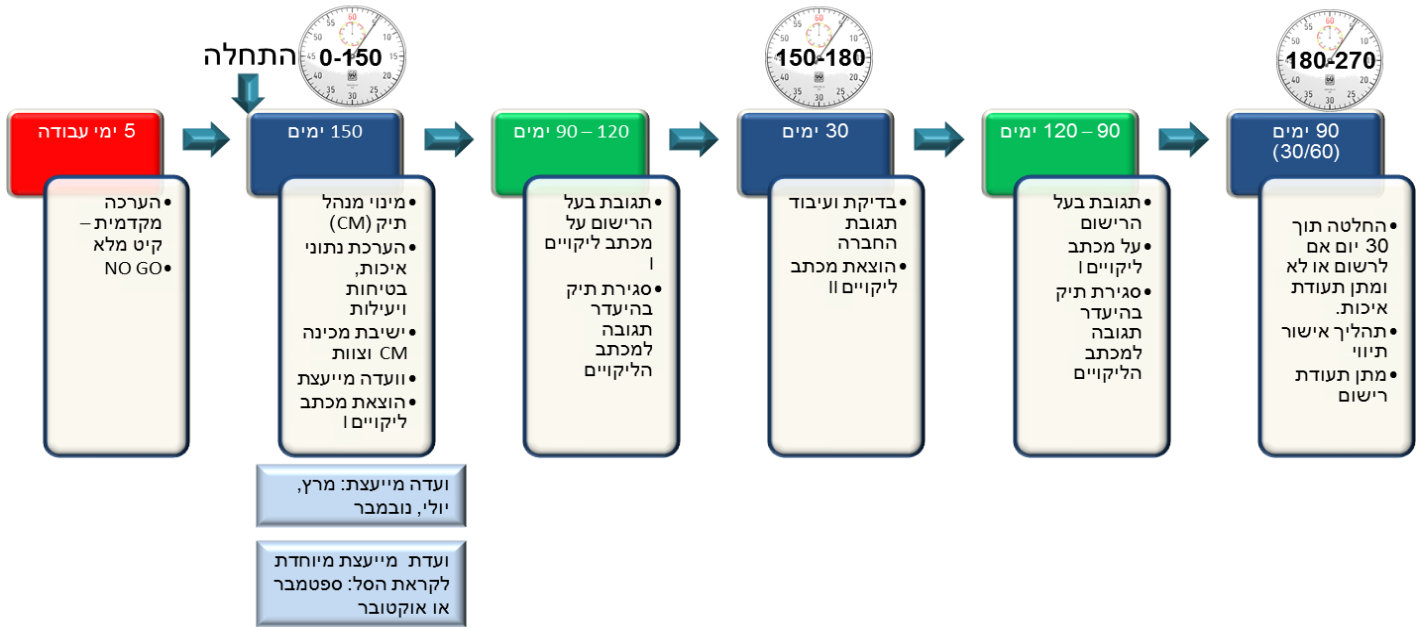 התחלה
0-150
150-180
180-270
5 ימי עבודה
• הערכה
מקדמית –
קיט מלא
• NO GO
150 ימים
• מינוי מנהל
תיק (CM)
• הערכת נתוני
איכות,
בטיחות
ויעילות
• ישיבת מכינה
CM וצוות
• וועדה מייעצת
• הוצאת מכתב
ליקויים I
ועדה מייעצת: מרץ,
יולי, נובמבר
ועדת מייעצת מיוחדת
לקראת הסל: ספטמבר
או אוקטובר
90 – 120 ימים
• תגובת בעל
הרישום על
מכתב ליקויים
I
• סגירת תיק
בהיעדר
תגובה
למכתב
הליקויים
30 ימים
• בדיקת ועיבוד
תגובת
החברה
• הוצאת מכתב
ליקויים II
90 – 120 ימים
• תגובת בעל
הרישום
• על מכתב
ליקויים I
• סגירת תיק
בהיעדר
תגובה
למכתב
הליקויים
90 ימים
(30/60)
• החלטה תוך
30 יום אם
לרשום או לא
ומתן תעודת
איכות.
• תהליך אישור
תיווי
• מתן תעודת
רישום